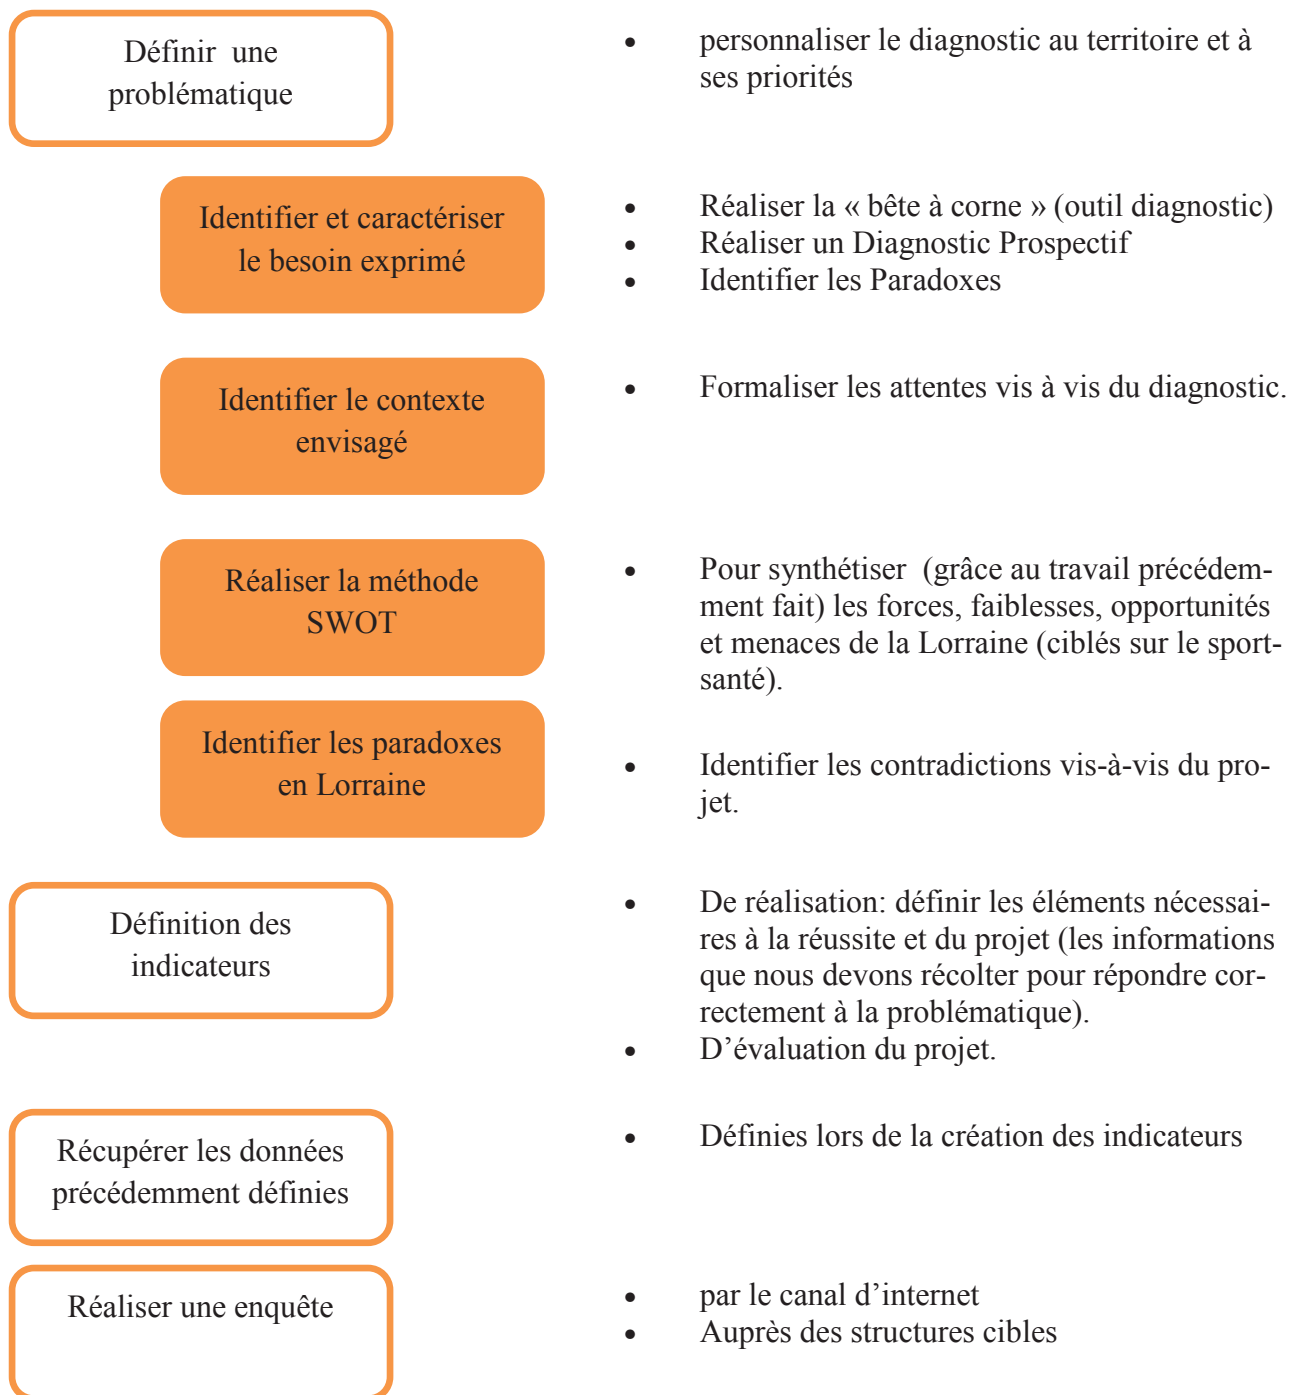 Définir  une
problématique
• personnaliser le diagnostic au territoire et à
ses priorités
Identifier et caractériser
le besoin exprimé
• Réaliser la « bête à corne » (outil diagnostic)
• Réaliser un Diagnostic Prospectif
• Identifier les Paradoxes
Identifier le contexte
envisagé
• Formaliser les attentes vis à vis du diagnostic.
Réaliser la méthode
SWOT
• Pour synthétiser  (grâce au travail précédem-
ment fait) les forces, faiblesses, opportunités
et menaces de la Lorraine (ciblés sur le sport-
santé).
Identifier les paradoxes
en Lorraine
• Identifier les contradictions vis-à-vis du pro-
jet.
Définition des
indicateurs
• De réalisation: définir les éléments nécessai-
res à la réussite et du projet (les informations
que nous devons récolter pour répondre cor-
rectement à la problématique).
• D’évaluation du projet.
Récupérer les données
précédemment définies
• Définies lors de la création des indicateurs
Réaliser une enquête
• par le canal d’internet
• Auprès des structures cibles